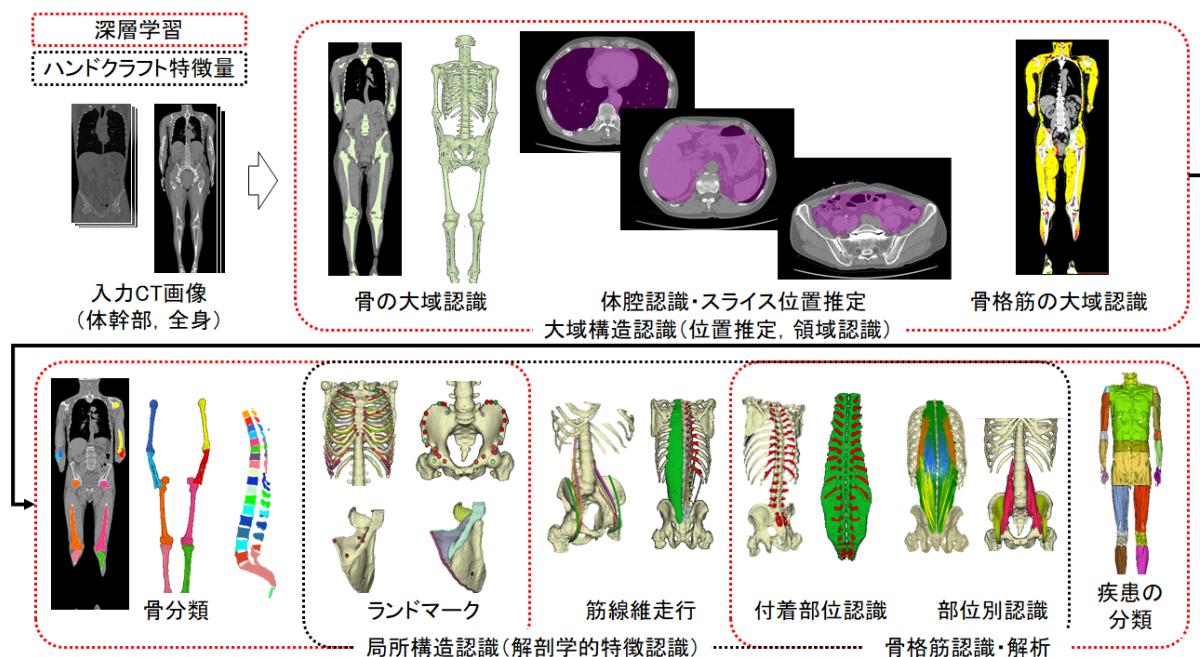 深層学習
ハンドクラフト特徴量
入力CT画像
(体幹部, 全身)
骨の大域認識
体腔認識・スライス位置推定
骨格筋の大域認識
大域構造認識(位置推定, 領域認識)
骨分類
ランドマーク
筋線維走行
付着部位認識
部位別認識
疾患の
分類
局所構造認識(解剖学的特徴認識)
骨格筋認識・解析